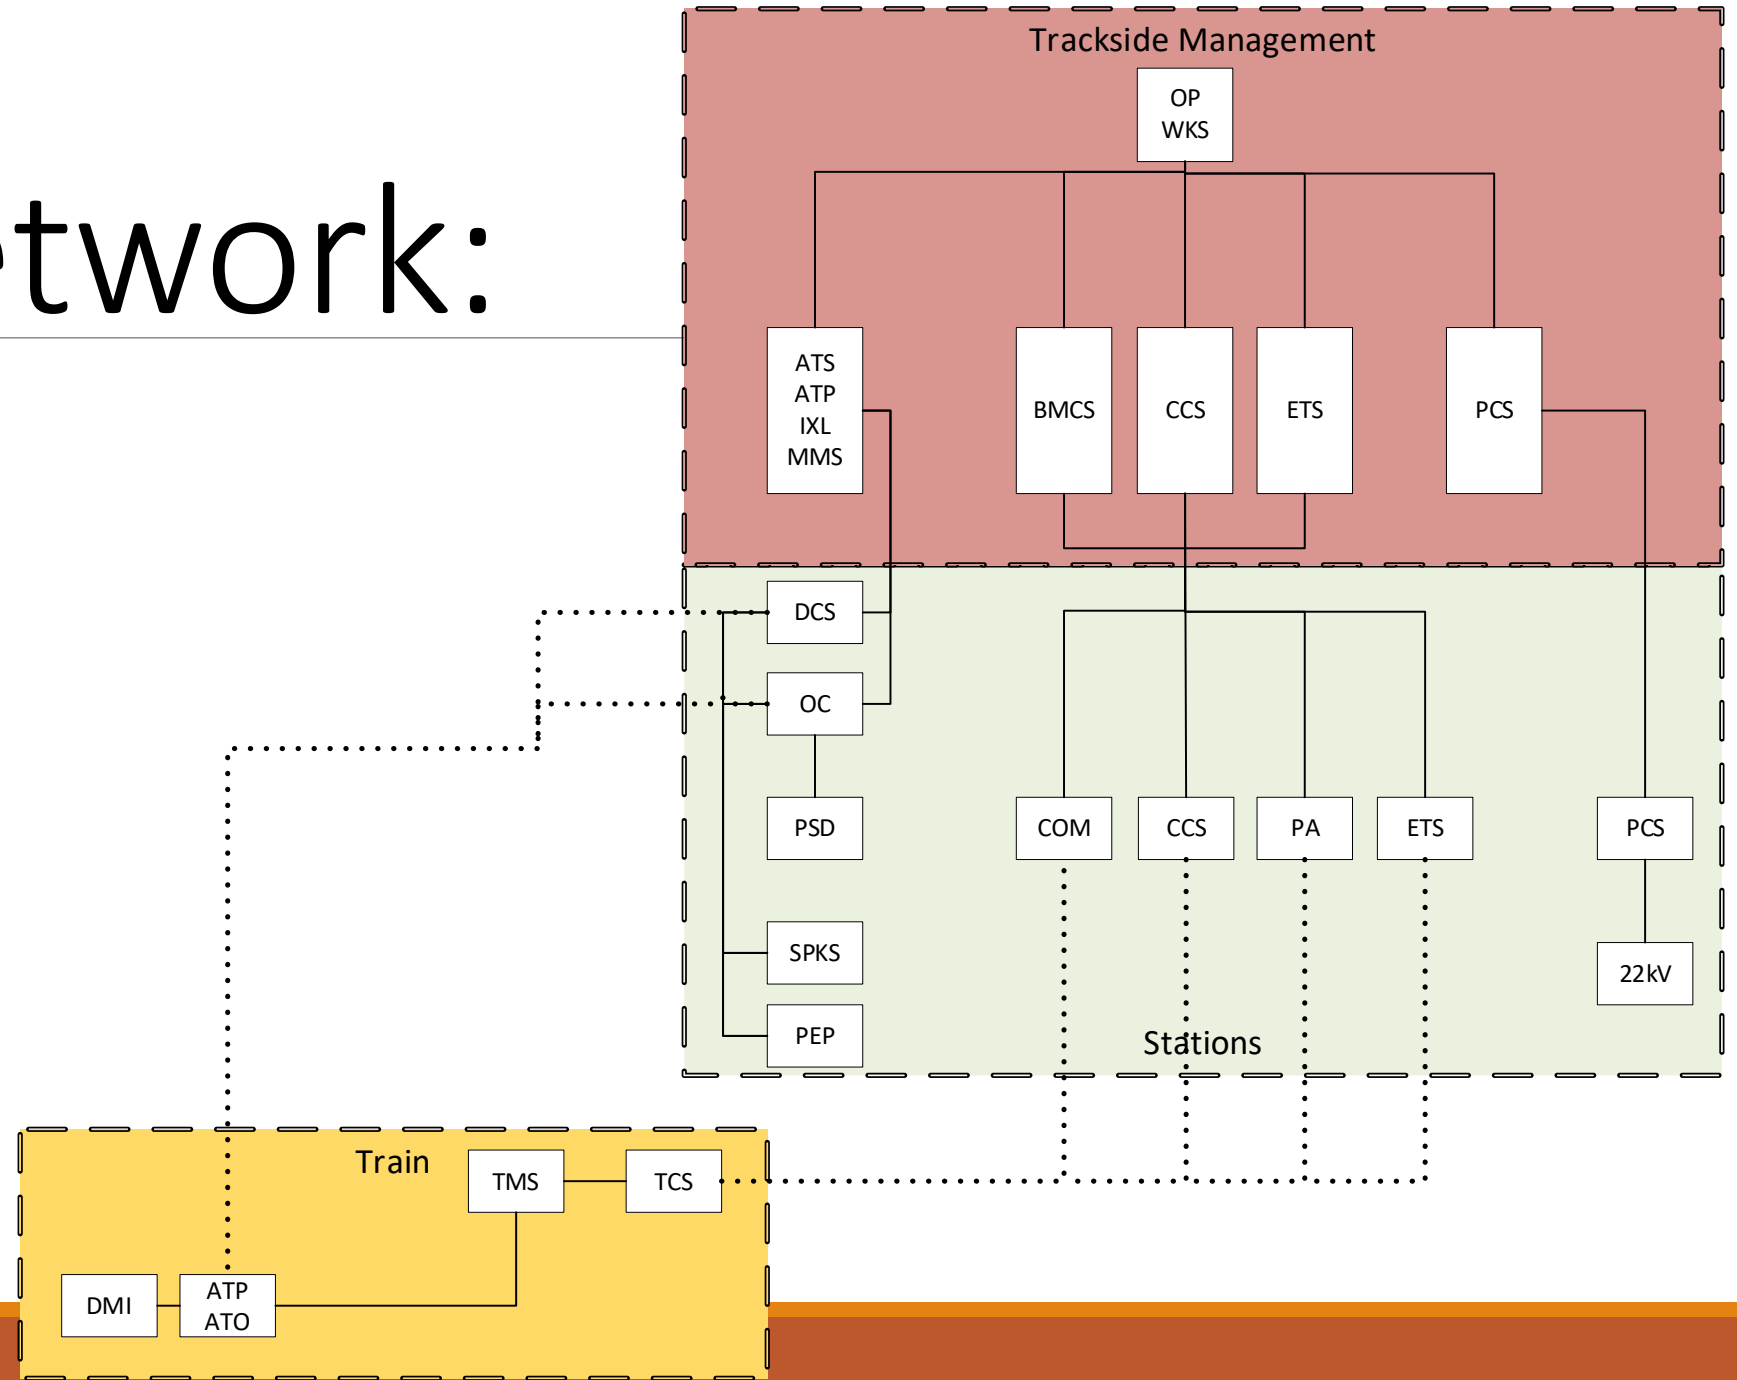 etwork:
Trackside Management
OP
WKS
ATS
ATP
IXL
MMS
BMCS
CCS
ETS
PCS
DCS
OC
PSD
COM
CCS
PA
ETS
PCS
SPKS
22kV
PEP
Stations
Train
TMS
TCS
DMI
ATP
ATO